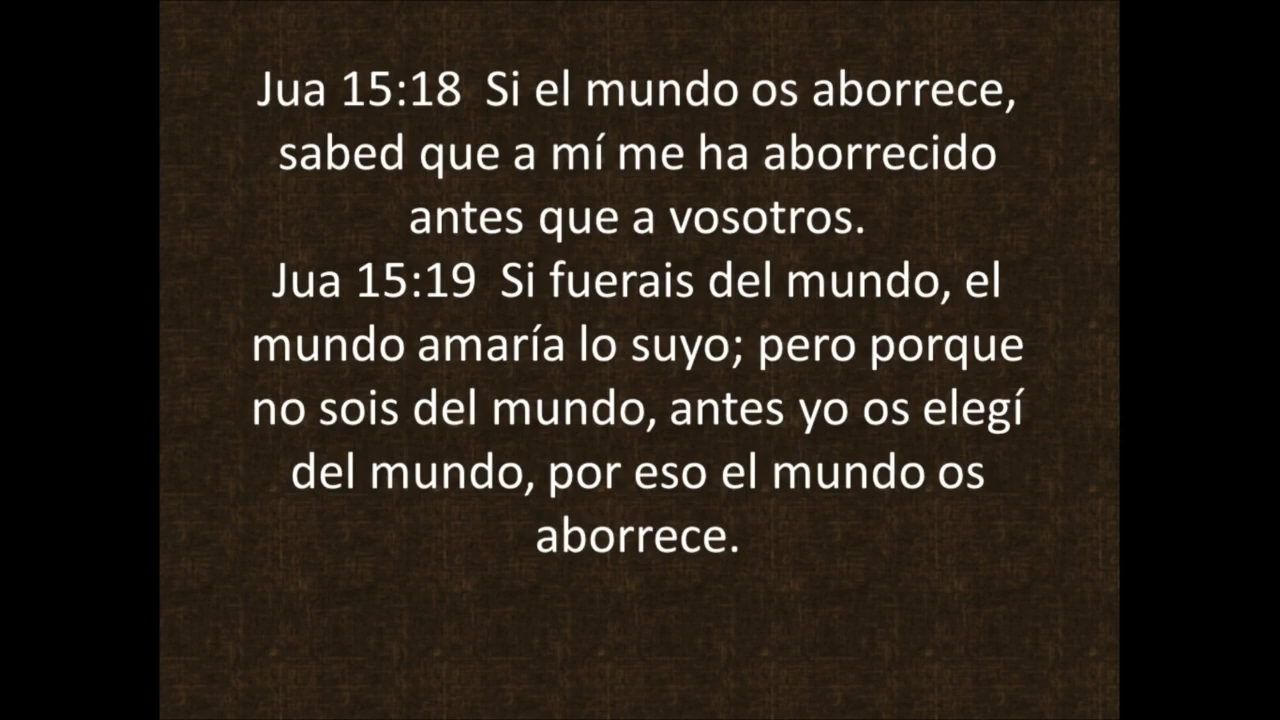 Jua 15:18  Si el mundo os aborrece,
sabed que a mí me ha aborrecido
antes que a vosotros.
Jua 15:19  Si fuerais del mundo, el
mundo amaría lo suyo; pero porque
no sois del mundo, antes yo os elegí
del mundo, por eso el mundo os
aborrece.